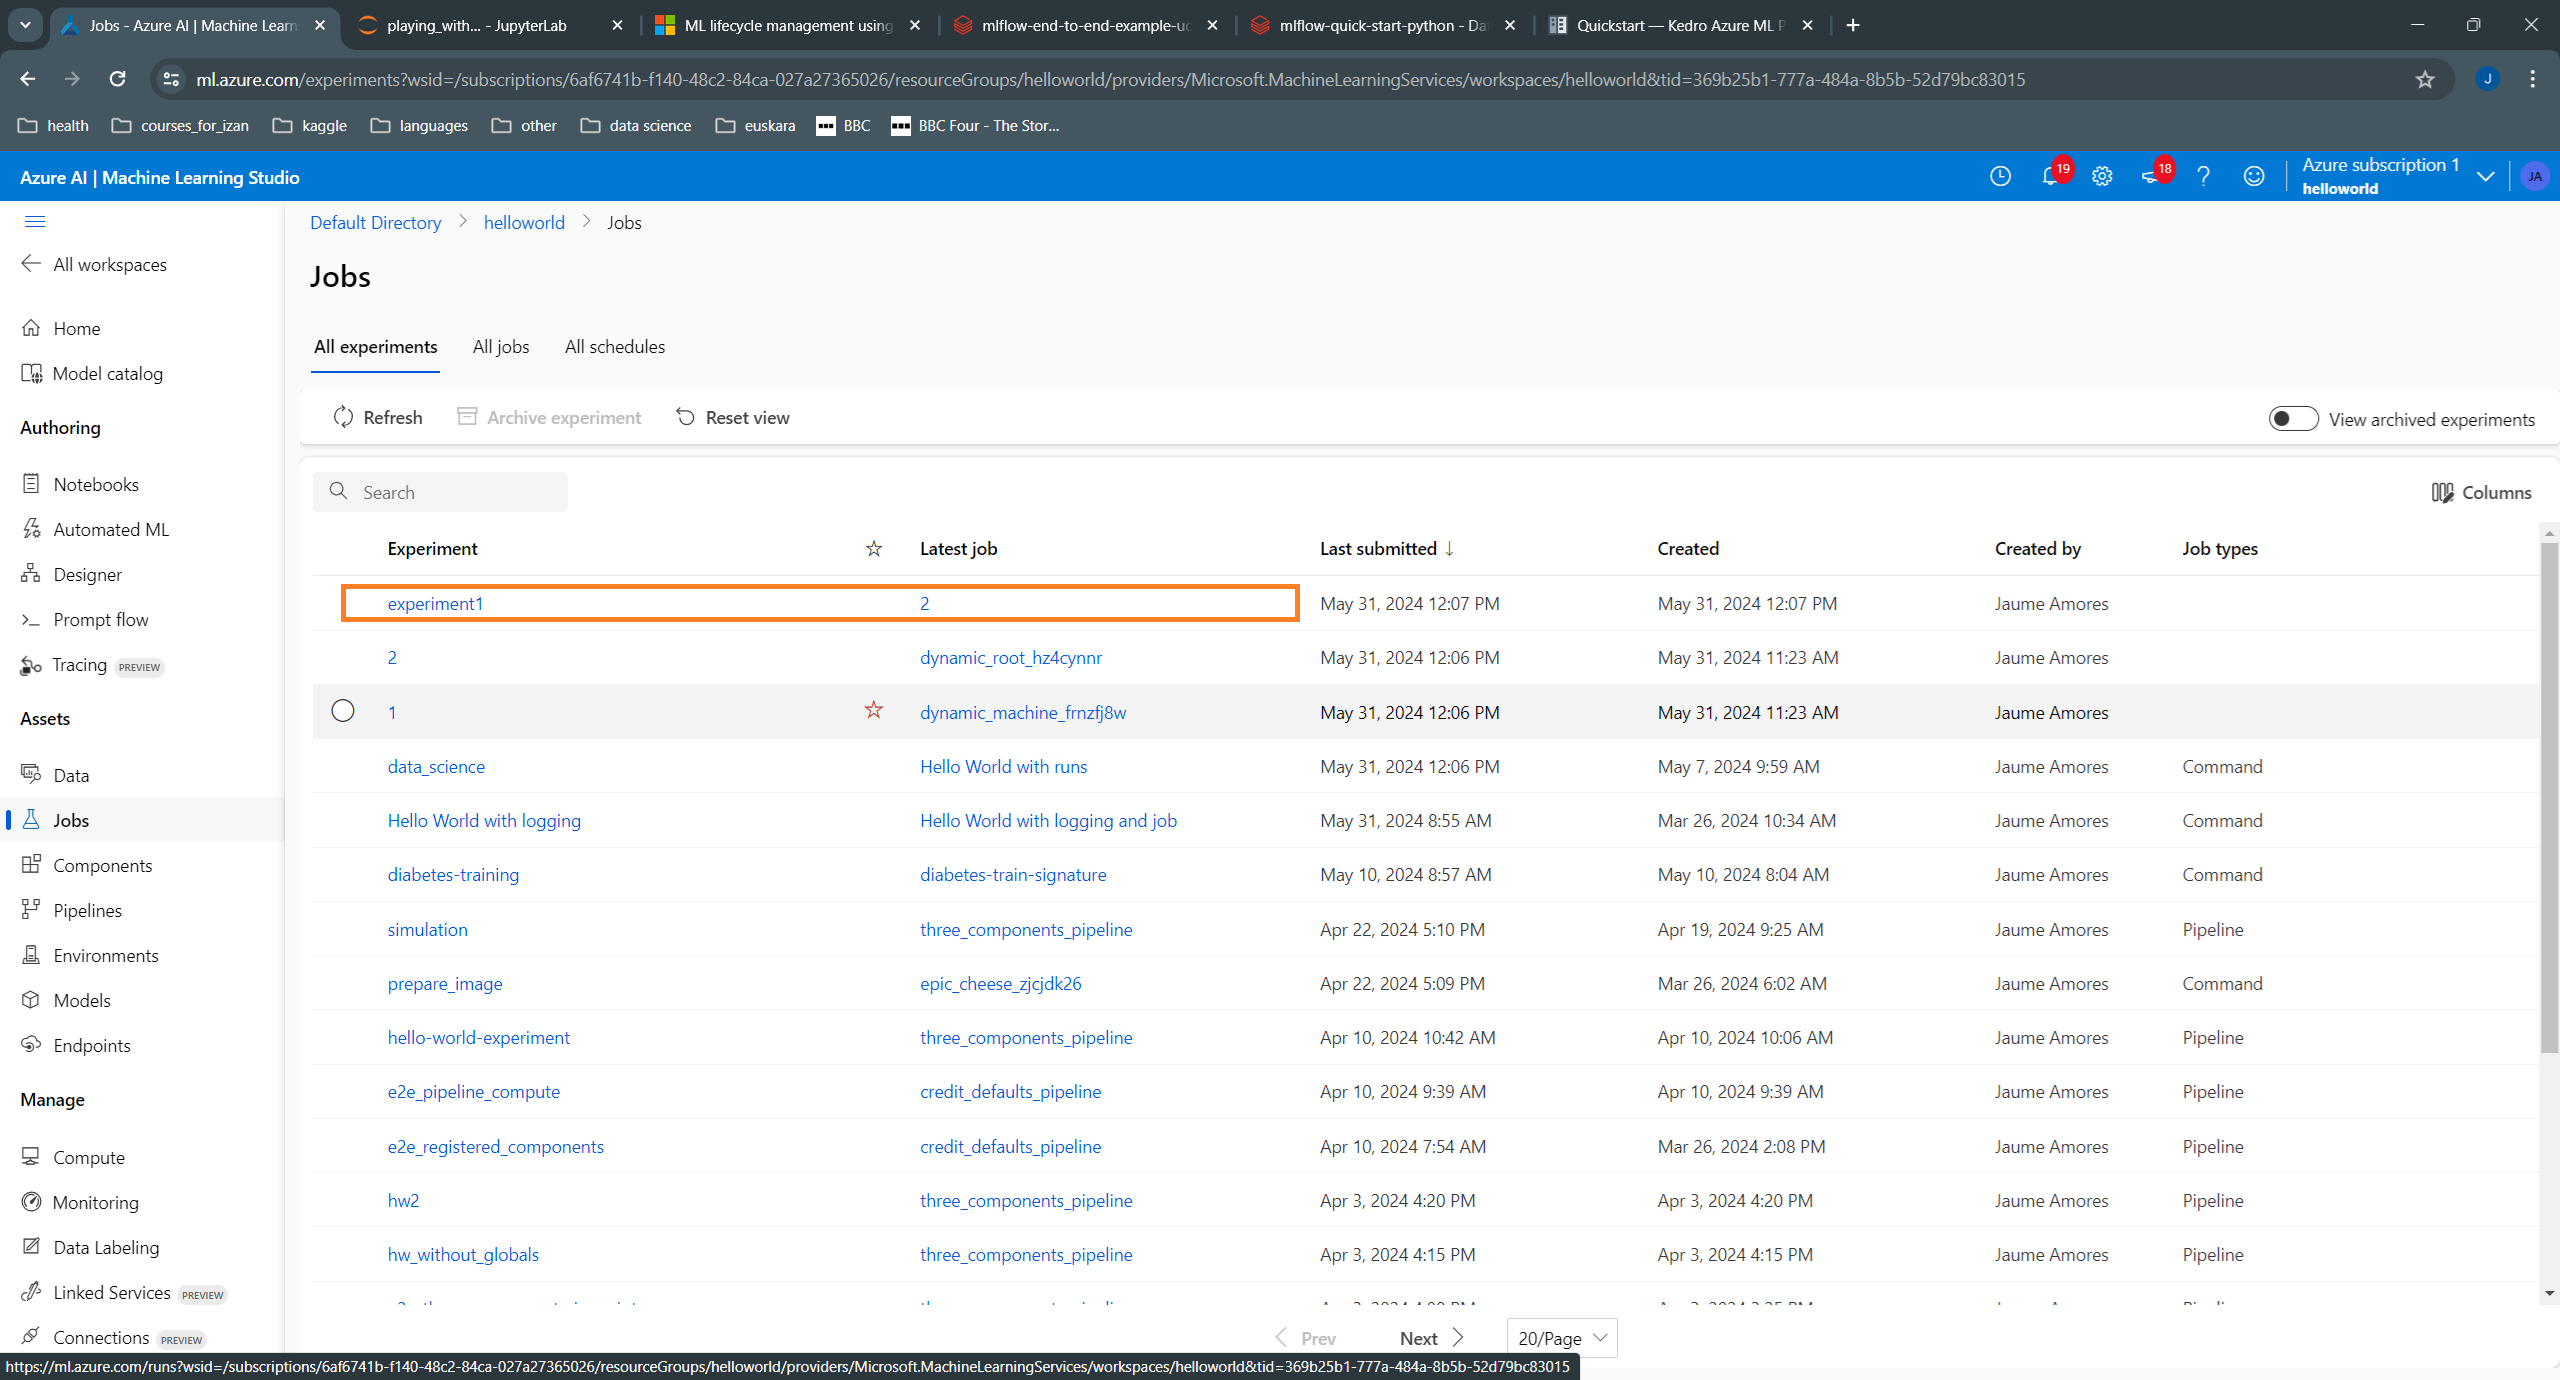 Jobs - Azure AI | Machine Learn
playing_with... - JupyterLab
ML lifecycle management using
mlflow-end-to-end-example-uc
mlflow-quick-start-python - Da
Quickstart — Kedro Azure ML P
ml.azure.com/experiments?wsid=/subscriptions/6af6741b-f140-48c2-84ca-027a27365026/resourceGroups/helloworld/providers/Microsoft.MachineLearningServices/workspaces/helloworld&tid=369b25b1-777a-484a-8b5b-52d79bc83015
J
health courses_for_izan kaggle languages other data science euskara BBC BBC Four - The Stor...
Azure AI | Machine Learning Studio
19
18
Azure subscription 1
helloworld
JA
Default Directory > helloworld > Jobs
All workspaces
Home
Model catalog
Authoring
Notebooks
Automated ML
Designer
Prompt flow
Tracing PREVIEW
Assets
Data
Jobs
Components
Pipelines
Environments
Models
Endpoints
Manage
Compute
Monitoring
Data Labeling
Linked Services PREVIEW
Connections PREVIEW
Jobs
All experiments All jobs All schedules
Refresh Archive experiment Reset view View archived experiments
Search Columns
Experiment Latest job Last submitted ↓ Created Created by Job types
experiment1 2 May 31, 2024 12:07 PM May 31, 2024 12:07 PM Jaume Amores
2 dynamic_root_hz4cynnr May 31, 2024 12:06 PM May 31, 2024 11:23 AM Jaume Amores
1 dynamic_machine_frnzfj8w May 31, 2024 12:06 PM May 31, 2024 11:23 AM Jaume Amores
data_science Hello World with runs May 31, 2024 12:06 PM May 7, 2024 9:59 AM Jaume Amores Command
Hello World with logging Hello World with logging and job May 31, 2024 8:55 AM Mar 26, 2024 10:34 AM Jaume Amores Command
diabetes-training diabetes-train-signature May 10, 2024 8:57 AM May 10, 2024 8:04 AM Jaume Amores Command
simulation three_components_pipeline Apr 22, 2024 5:10 PM Apr 19, 2024 9:25 AM Jaume Amores Pipeline
prepare_image epic_cheese_zjcjdk26 Apr 22, 2024 5:09 PM Mar 26, 2024 6:02 AM Jaume Amores Command
hello-world-experiment three_components_pipeline Apr 10, 2024 10:42 AM Apr 10, 2024 10:06 AM Jaume Amores Pipeline
e2e_pipeline_compute credit_defaults_pipeline Apr 10, 2024 9:39 AM Apr 10, 2024 9:39 AM Jaume Amores Pipeline
e2e_registered_components credit_defaults_pipeline Apr 10, 2024 7:54 AM Mar 26, 2024 2:08 PM Jaume Amores Pipeline
hw2 three_components_pipeline Apr 3, 2024 4:20 PM Apr 3, 2024 4:20 PM Jaume Amores Pipeline
hw_without_globals three_components_pipeline Apr 3, 2024 4:15 PM Apr 3, 2024 4:15 PM Jaume Amores Pipeline
Prev Next 20/Page
https://ml.azure.com/runs?wsid=/subscriptions/6af6741b-f140-48c2-84ca-027a27365026/resourceGroups/helloworld/providers/Microsoft.MachineLearningServices/workspaces/helloworld&tid=369b25b1-777a-484a-8b5b-52d79bc83015